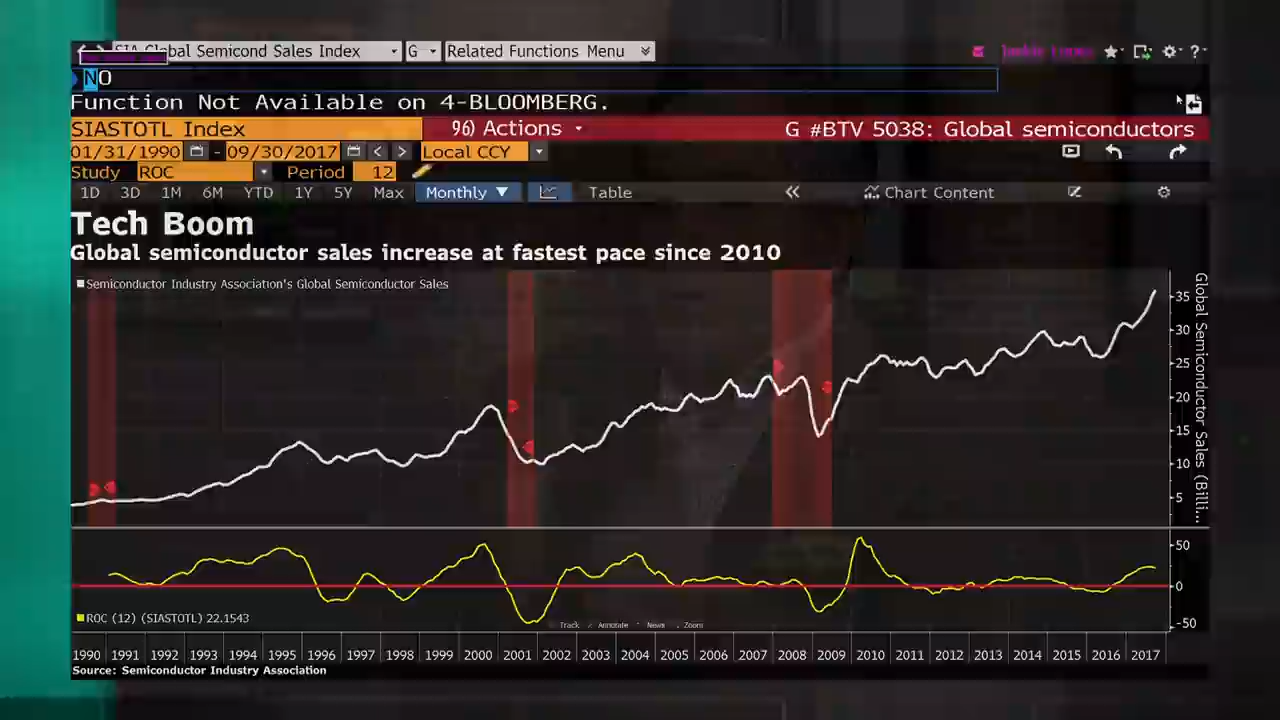 SIA Global Semicond Sales Index G Related Functions Menu
NO
Function Not Available on 4-BLOOMBERG.
SIASTOTL Index 96) Actions G #BTV 5038: Global semiconductors
01/31/1990 - 09/30/2017 Local CCY
Study ROC Period 12
1D 3D 1M 6M YTD 1Y 5Y Max Monthly ▼ Table Chart Content
Tech Boom
Global semiconductor sales increase at fastest pace since 2010
Semiconductor Industry Association's Global Semiconductor Sales
35
30
25
20
15
10
5
Global Semiconductor Sales (Billi...
50
0
-50
ROC (12) (SIASTOTL) 22.1543
Track Annotate News Zoom
1990 1991 1992 1993 1994 1995 1996 1997 1998 1999 2000 2001 2002 2003 2004 2005 2006 2007 2008 2009 2010 2011 2012 2013 2014 2015 2016 2017
Source: Semiconductor Industry Association